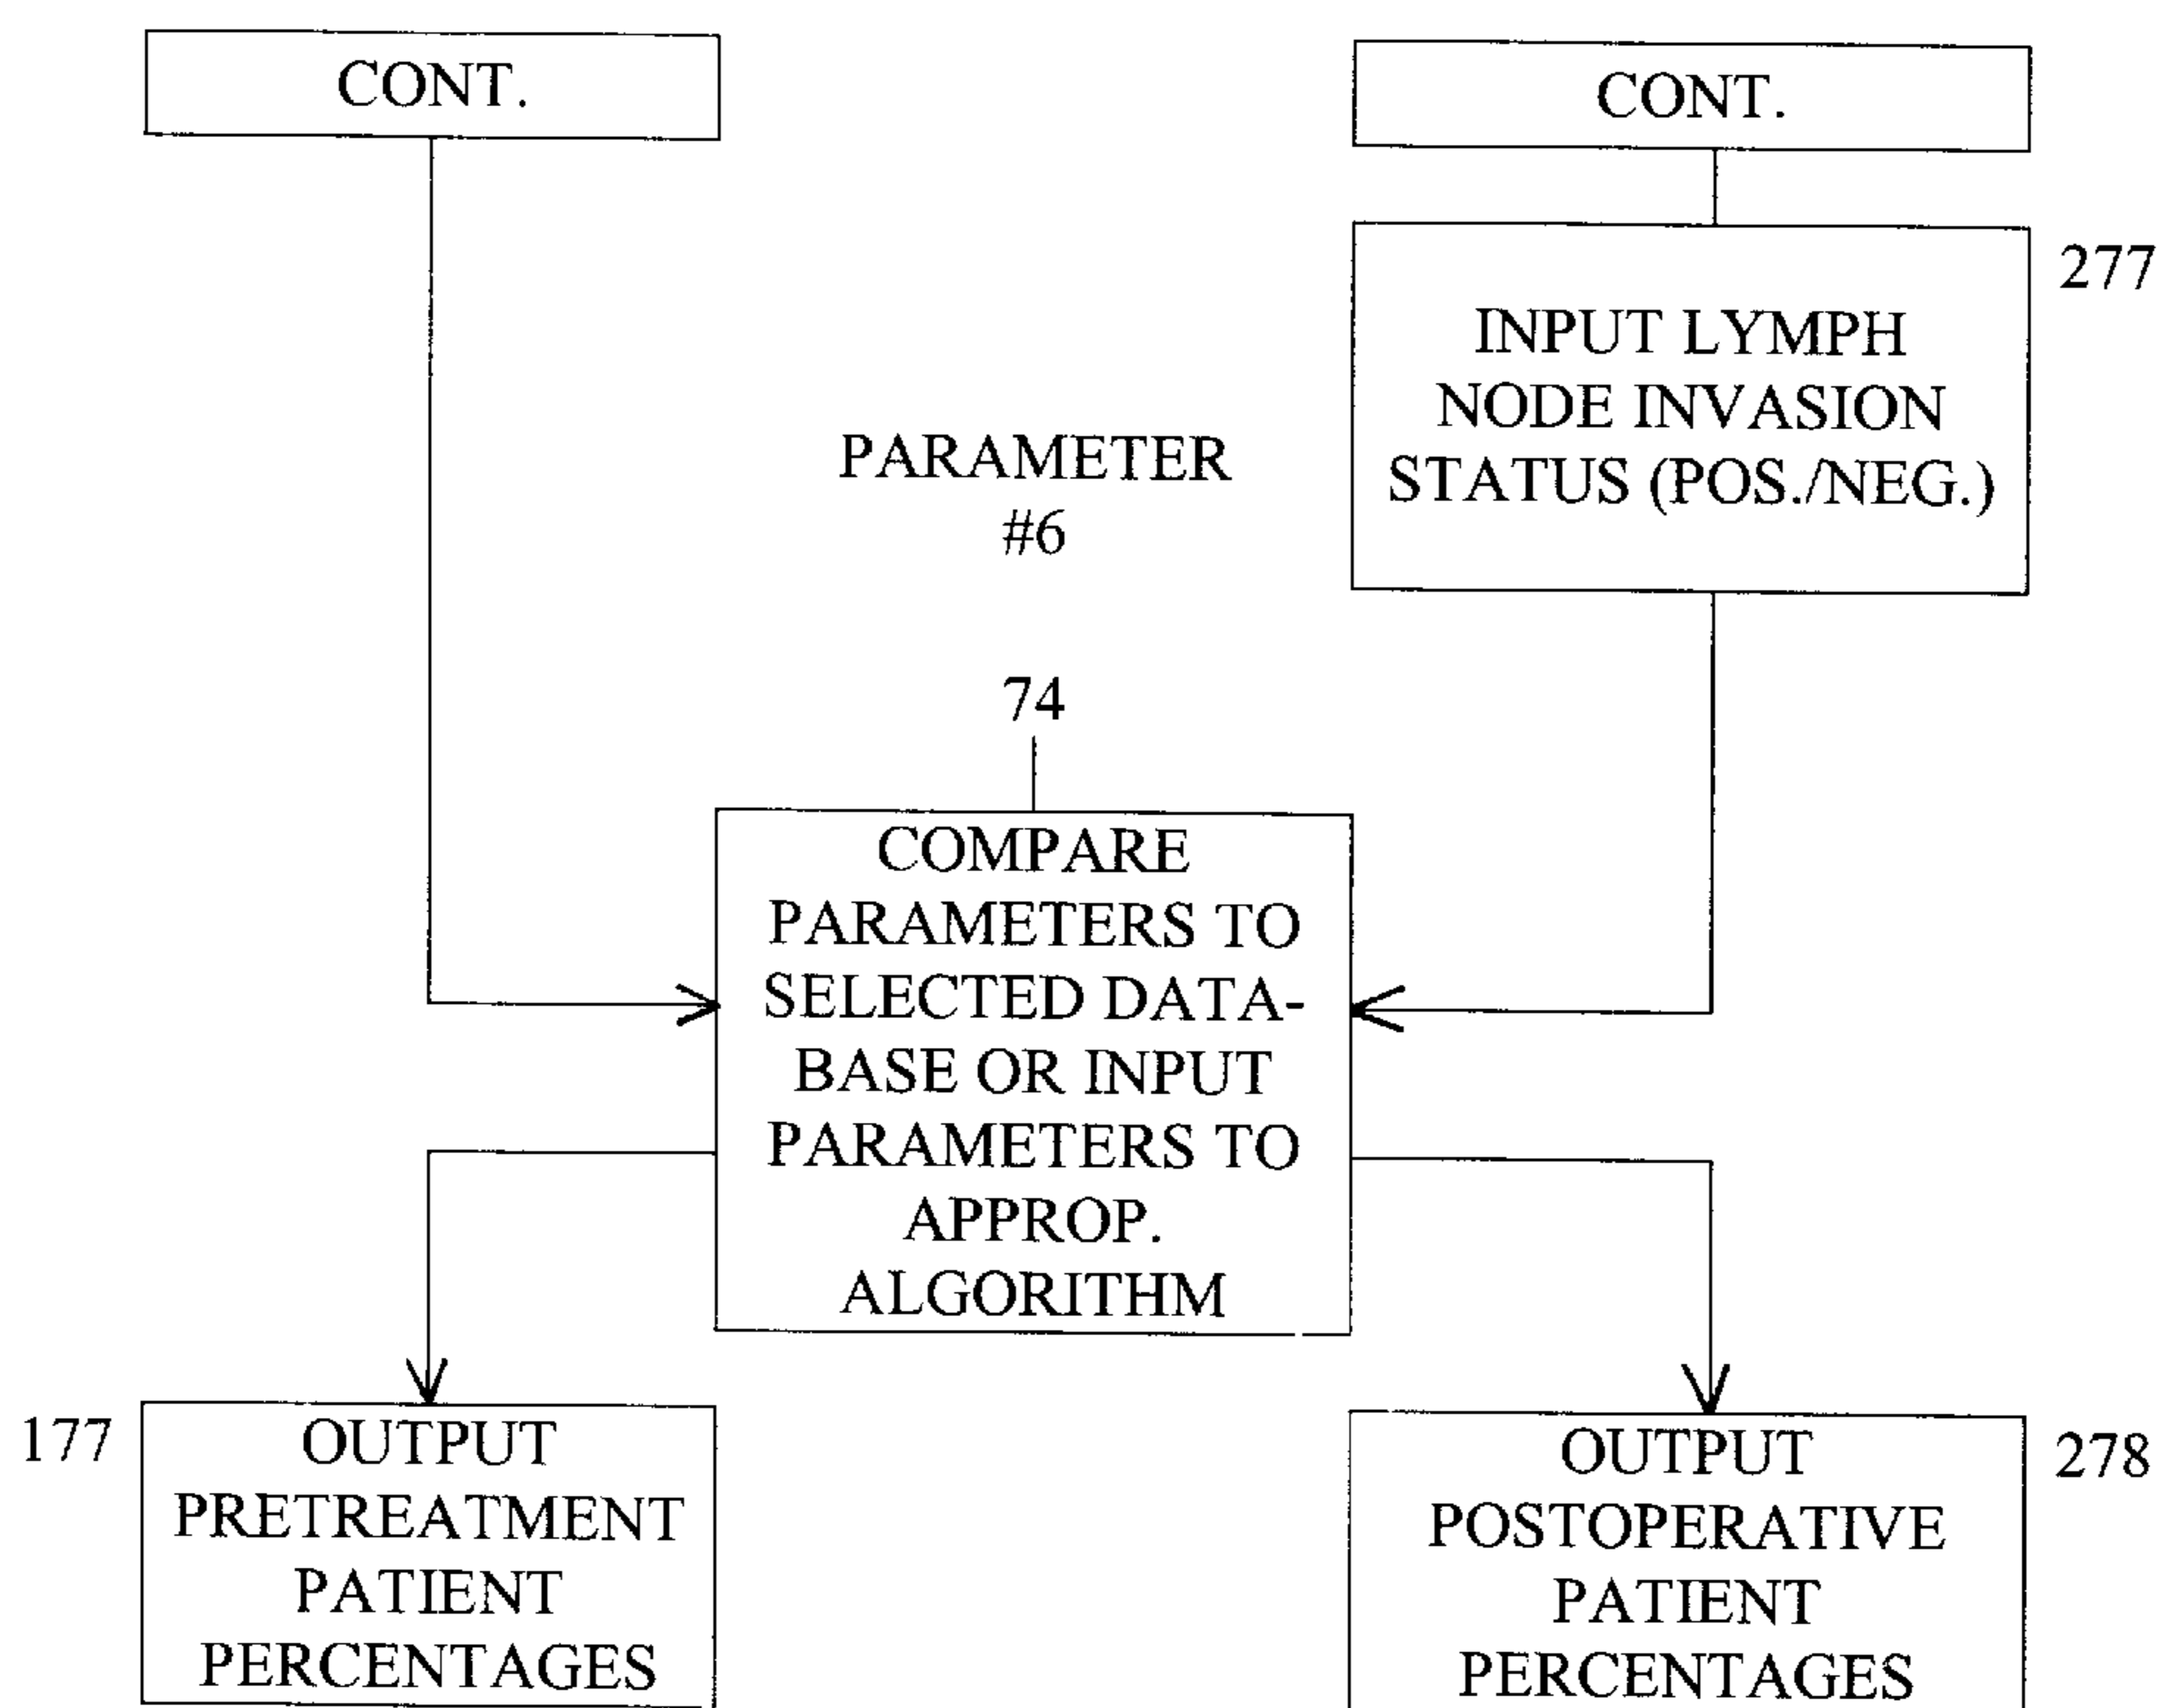 CONT.
CONT.
277
INPUT LYMPH
NODE INVASION
STATUS (POS./NEG.)
PARAMETER
#6
74
COMPARE
PARAMETERS TO
SELECTED DATA-
BASE OR INPUT
PARAMETERS TO
APPROP.
ALGORITHM
177
OUTPUT
PRETREATMENT
PATIENT
PERCENTAGES
278
OUTPUT
POSTOPERATIVE
PATIENT
PERCENTAGES